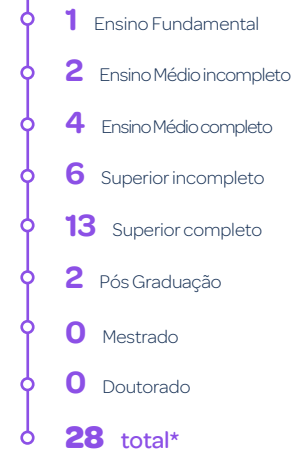 1 Ensino Fundamental
2 Ensino Médio incompleto
4 Ensino Médio completo
6 Superior incompleto
13 Superior completo
2 Pós Graduação
0 Mestrado
0 Doutorado
28 total*